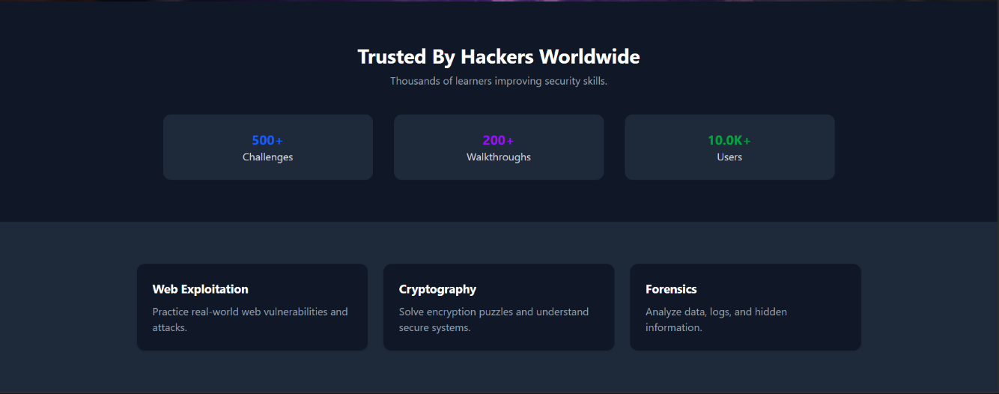 Trusted By Hackers Worldwide
Thousands of learners improving security skills.
500+
Challenges
200+
Walkthroughs
10.0K+
Users
Web Exploitation
Practice real-world web vulnerabilities and
attacks.
Cryptography
Solve encryption puzzles and understand
secure systems.
Forensics
Analyze data, logs, and hidden
information.